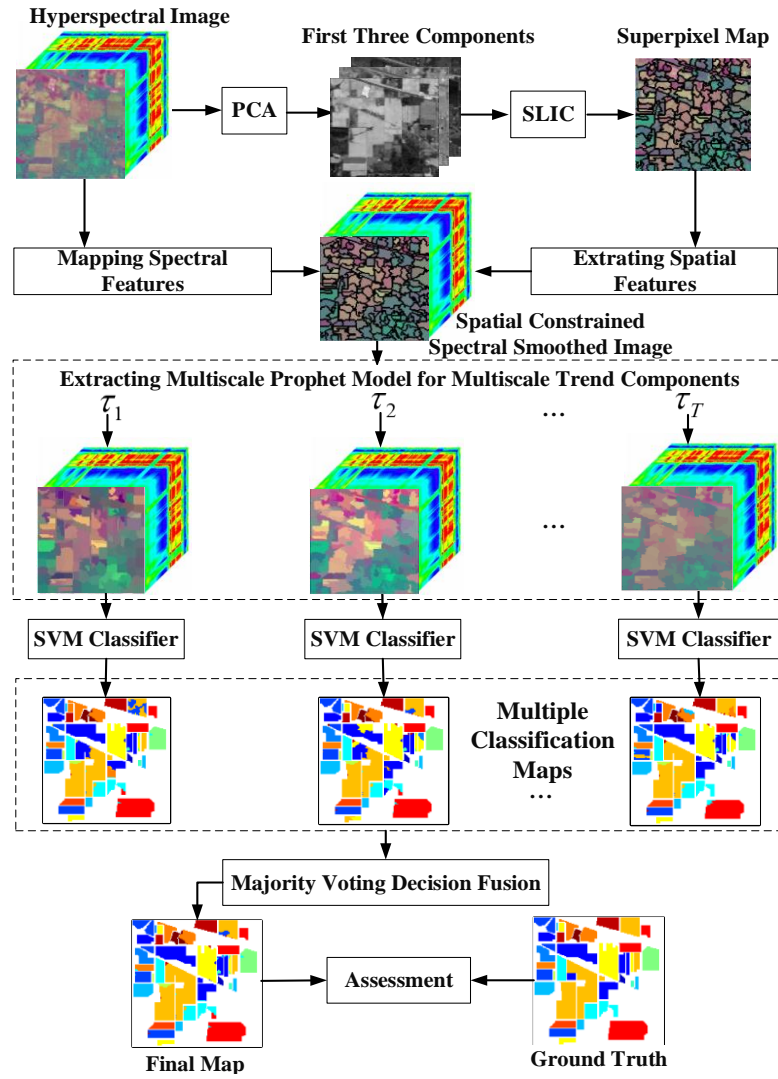 Hyperspectral Image
First Three Components
Superpixel Map
PCA
SLIC
Mapping Spectral
Features
Extrating Spatial
Features
Spatial Constrained
Spectral Smoothed Image
Extracting Multiscale Prophet Model for Multiscale Trend Components
τ1 τ2 ... τT
...
SVM Classifier
SVM Classifier
SVM Classifier
Multiple
Classification
Maps
...
Majority Voting Decision Fusion
Assessment
Final Map
Ground Truth